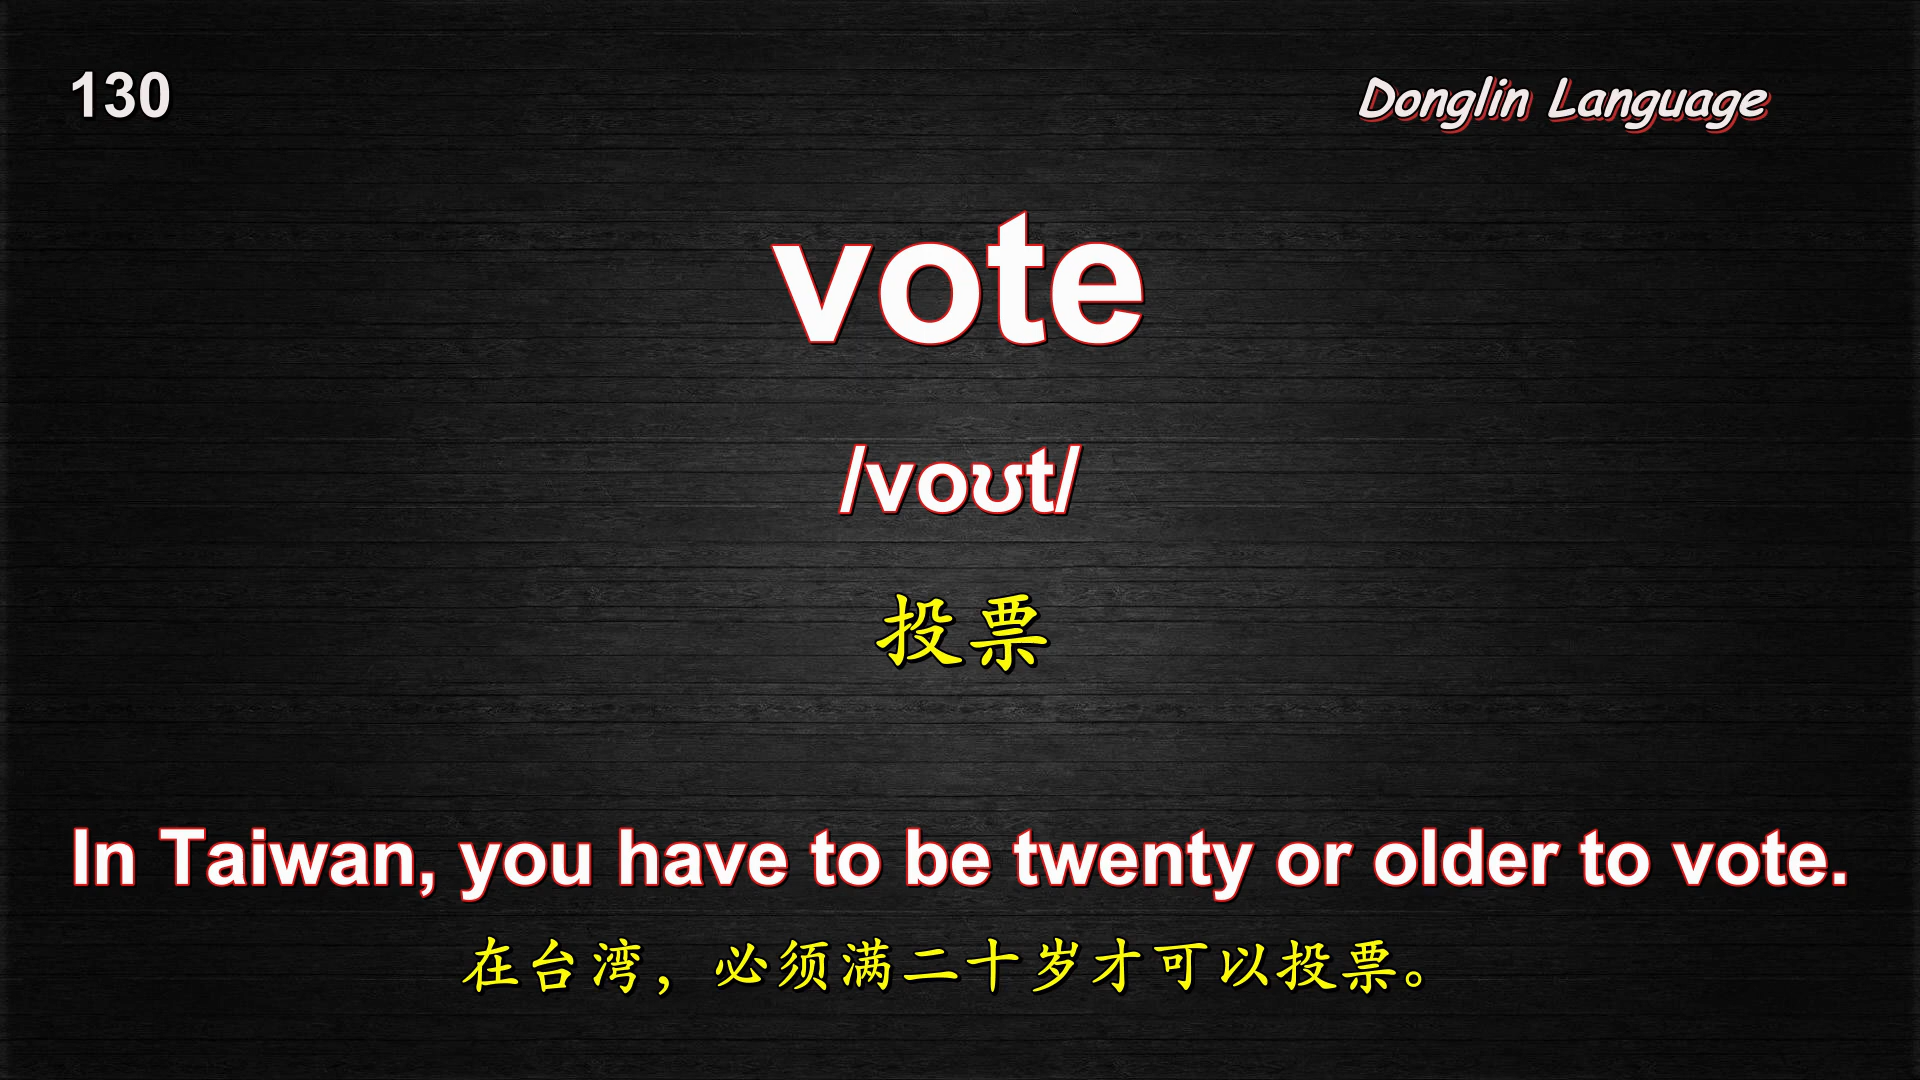 130
Donglin Language
vote
/voʊt/
投票
In Taiwan, you have to be twenty or older to vote.
在台湾，必须满二十岁才可以投票。